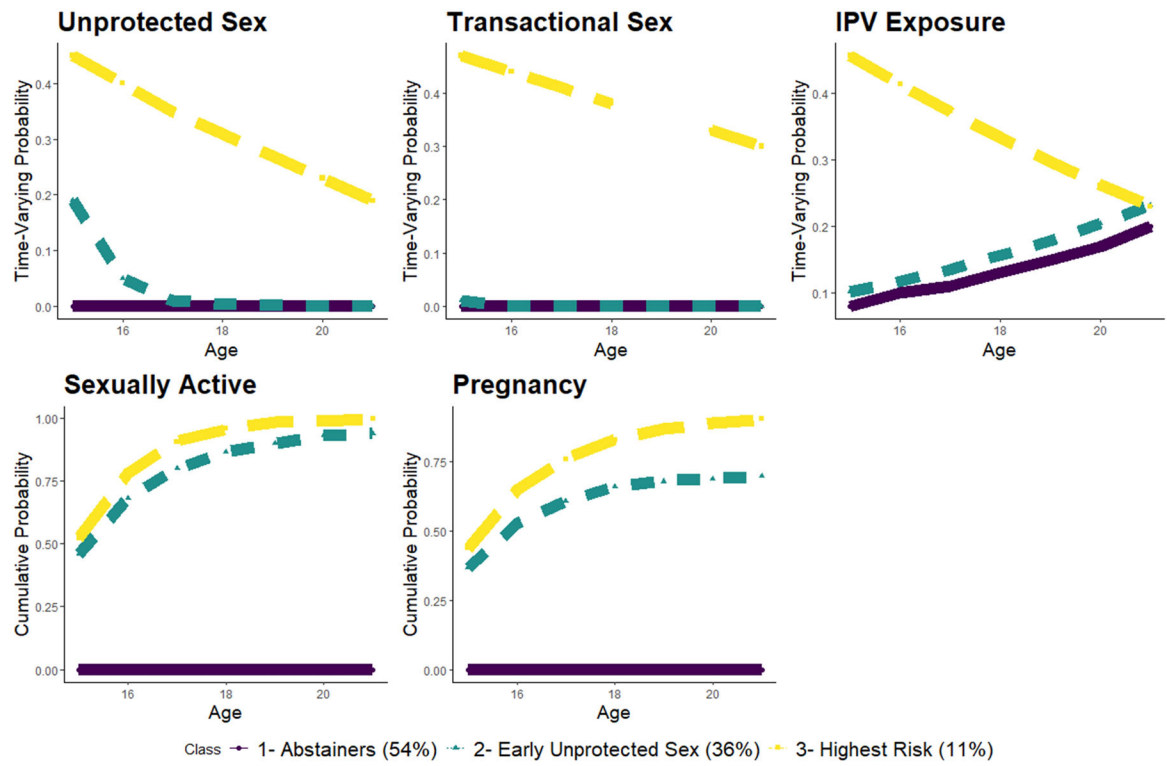 Unprotected Sex
Transactional Sex
IPV Exposure
Time-Varying Probability
0.4
0.3
0.2
0.1
0.0
16
20
Age
Time-Varying Probability
0.4
0.3
0.2
0.1
0.0
16
20
Age
Time-Varying Probability
0.4
0.3
0.2
0.1
16
18
20
Age
Sexually Active
Pregnancy
Cumulative Probability
1.00
0.75
0.50
0.25
0.00
16
18
20
Age
Cumulative Probability
0.75
0.50
0.25
0.00
16
18
20
Age
Class 1- Abstainers (54%) 2- Early Unprotected Sex (36%) 3- Highest Risk (11%)